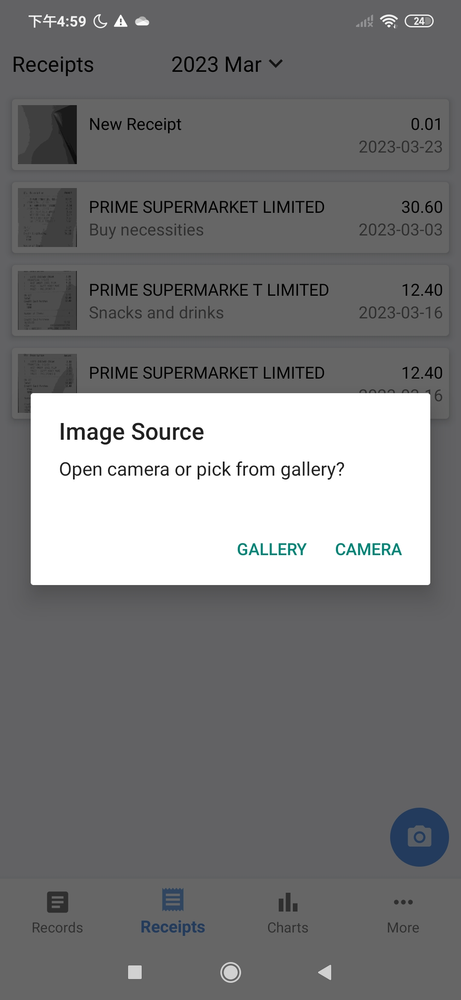 下午4:59
24
Receipts 2023 Mar
New Receipt 0.01
2023-03-23
PRIME SUPERMARKET LIMITED 30.60
Buy necessities 2023-03-03
PRIME SUPERMARKE T LIMITED 12.40
Snacks and drinks 2023-03-16
PRIME SUPERMARKET LIMITED 12.40
Image Source
Open camera or pick from gallery?
GALLERY CAMERA
Records Receipts Charts More